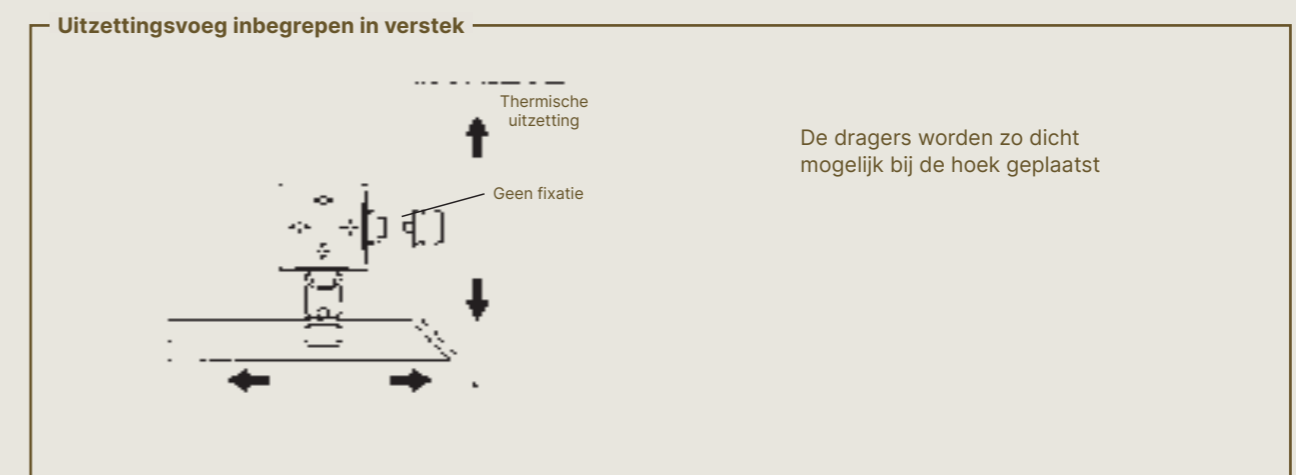 Uitzettingsvoeg inbegrepen in verstek
Thermische
uitzetting
Geen fixatie
De dragers worden zo dicht
mogelijk bij de hoek geplaatst